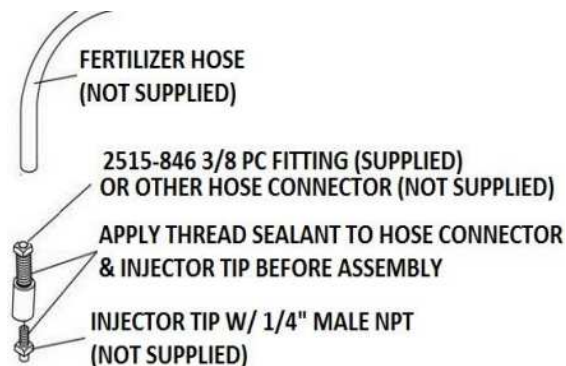 FERTILIZER HOSE
(NOT SUPPLIED)
2515-846 3/8 PC FITTING (SUPPLIED)
OR OTHER HOSE CONNECTOR (NOT SUPPLIED)
APPLY THREAD SEALANT TO HOSE CONNECTOR
& INJECTOR TIP BEFORE ASSEMBLY
INJECTOR TIP W/ 1/4" MALE NPT
(NOT SUPPLIED)